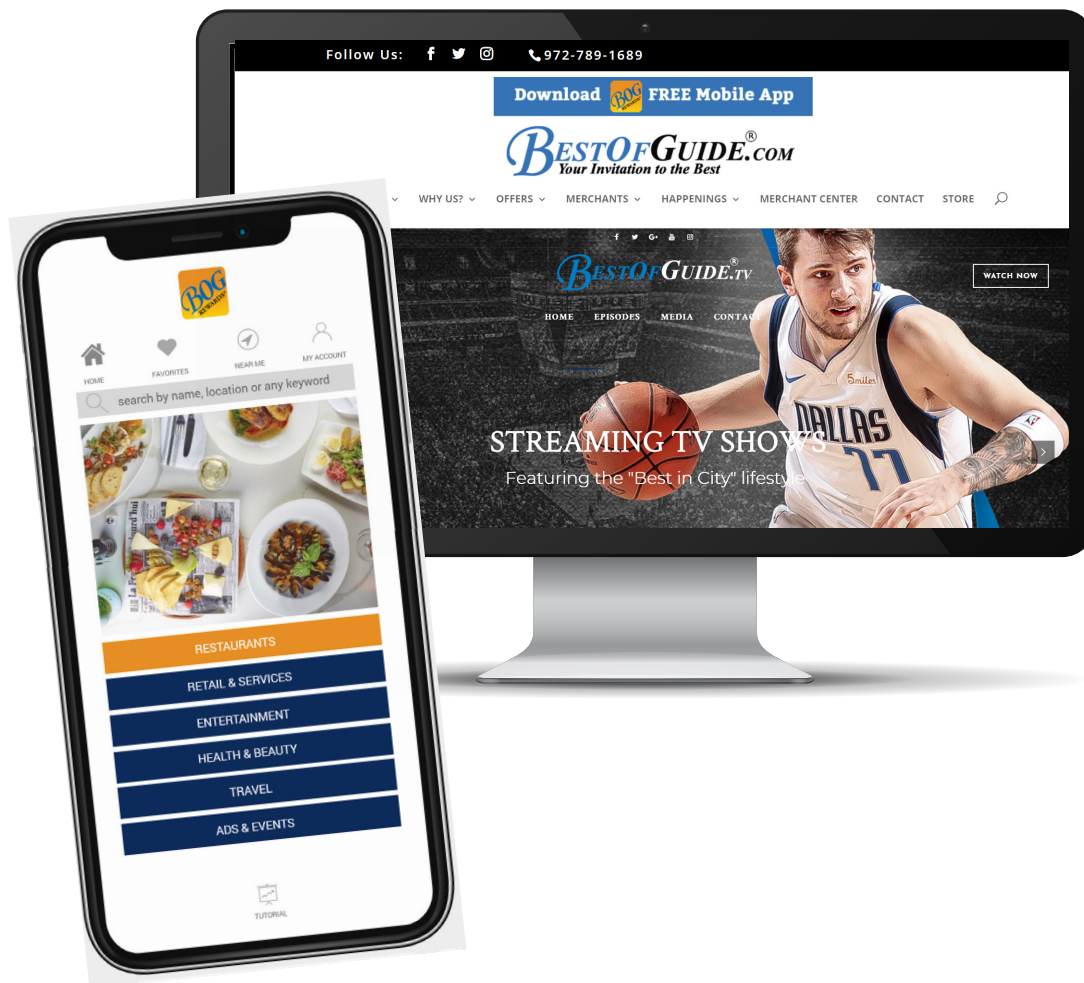 Follow Us: 972-789-1689
Download BOG REWARDS FREE Mobile App
BESTOFGUIDE.COM®
Your Invitation to the Best
WHY US? OFFERS MERCHANTS HAPPENINGS MERCHANT CENTER CONTACT STORE
BESTOFGUIDE.TV®
WATCH NOW
HOME EPISODES MEDIA CONTACT
5miles
DALLAS
77
STREAMING TV SHOWS
Featuring the "Best in City" lifestyle
BOG
REWARDS®
HOME FAVORITES NEAR ME MY ACCOUNT
search by name, location or any keyword
RESTAURANTS
RETAIL & SERVICES
ENTERTAINMENT
HEALTH & BEAUTY
TRAVEL
ADS & EVENTS
TUTORIAL